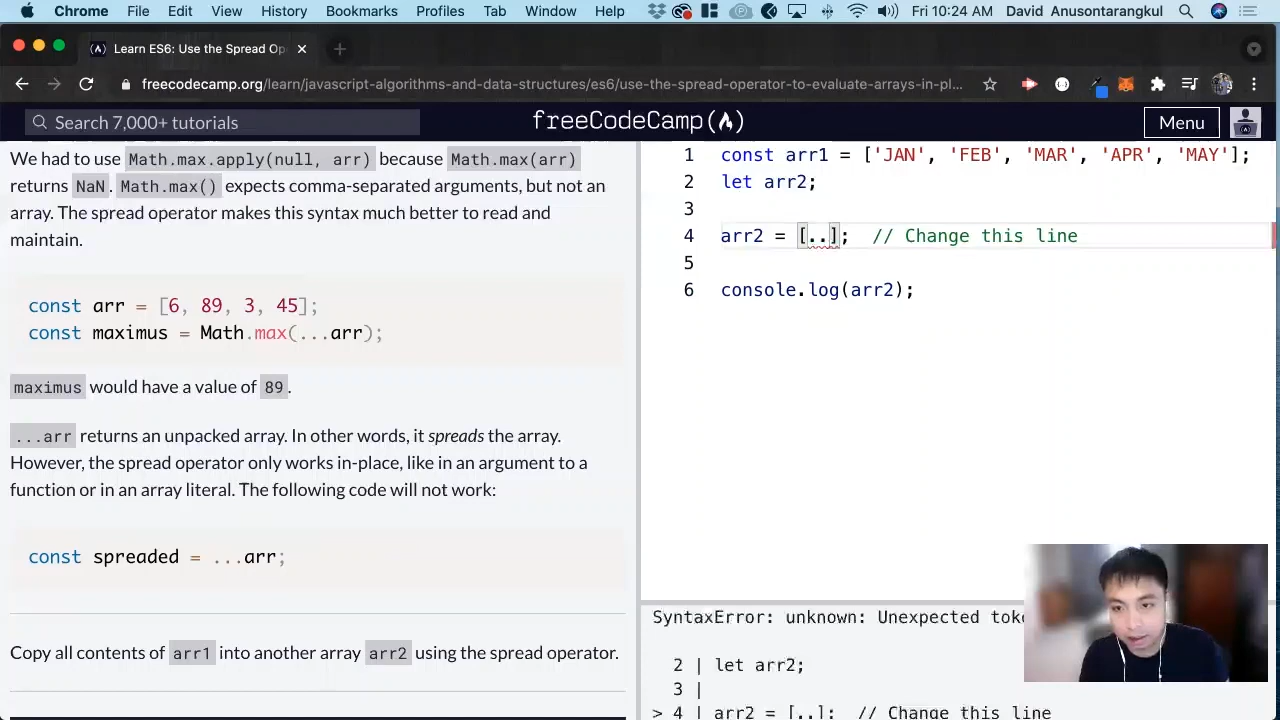 Chrome File Edit View History Bookmarks Profiles Tab Window Help Fri 10:24 AM David Anusontarangkul
Learn ES6: Use the Spread Op
freecodecamp.org/learn/javascript-algorithms-and-data-structures/es6/use-the-spread-operator-to-evaluate-arrays-in-pl...
Search 7,000+ tutorials
freeCodeCamp
Menu
We had to use Math.max.apply(null, arr) because Math.max(arr)
returns NaN. Math.max() expects comma-separated arguments, but not an
array. The spread operator makes this syntax much better to read and
maintain.
const arr = [6, 89, 3, 45];
const maximus = Math.max(...arr);
maximus would have a value of 89.
...arr returns an unpacked array. In other words, it spreads the array.
However, the spread operator only works in-place, like in an argument to a
function or in an array literal. The following code will not work:
const spreaded = ...arr;
Copy all contents of arr1 into another array arr2 using the spread operator.
1 const arr1 = ['JAN', 'FEB', 'MAR', 'APR', 'MAY'];
2 let arr2;
3
4 arr2 = [..]; // Change this line
5
6 console.log(arr2);
SyntaxError: unknown: Unexpected toke
2 | let arr2;
3 |
> 4 | arr2 = [..]; // Change this line